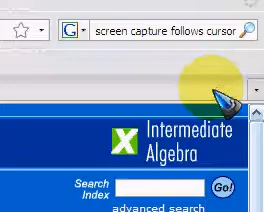 screen capture follows cursor
Intermediate
Algebra
Search
Index
Go!
advanced search